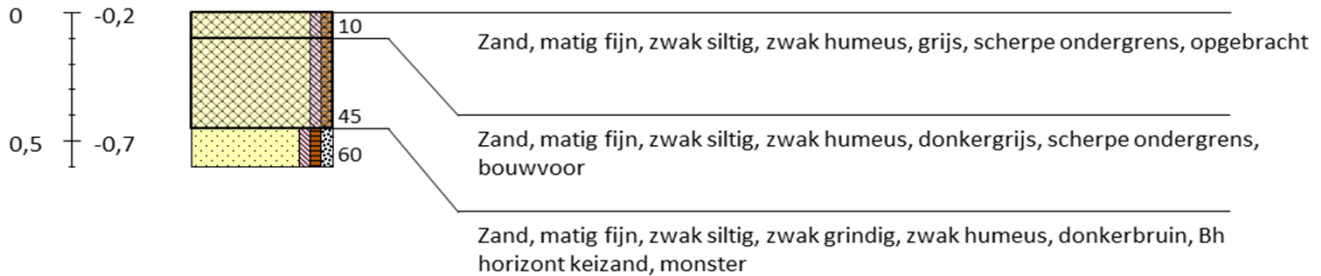 0
-0,2
10
Zand, matig fijn, zwak siltig, zwak humeus, grijs, scherpe ondergrens, opgebracht
45
0,5
-0,7
60
Zand, matig fijn, zwak siltig, zwak humeus, donkergrijs, scherpe ondergrens,
bouwvoor
Zand, matig fijn, zwak siltig, zwak grindig, zwak humeus, donkerbruin, Bh
horizont keizand, monster